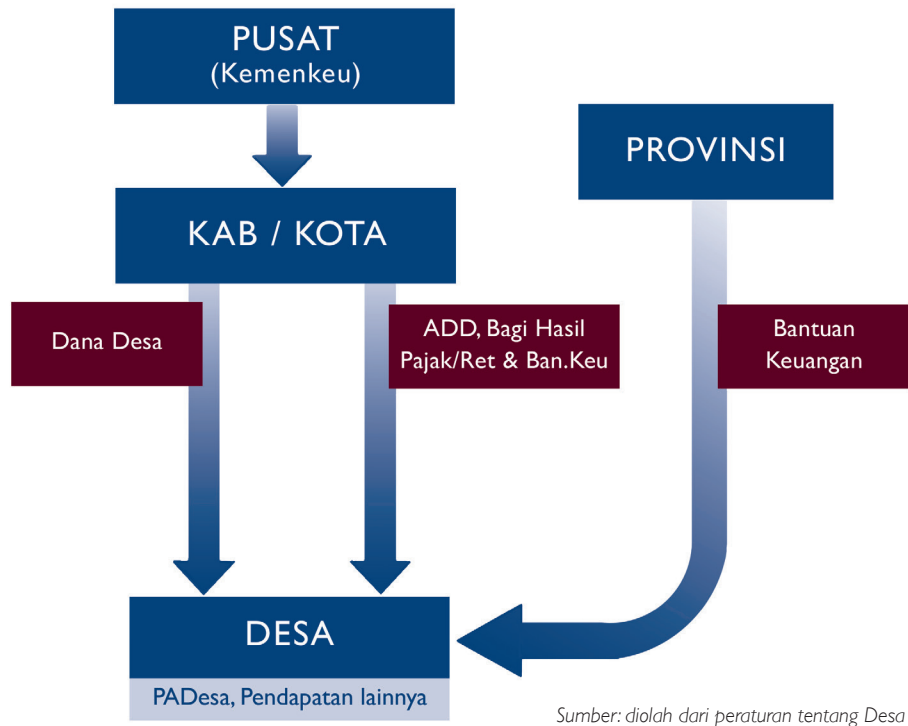 PUSAT
(Kemenkeu)
PROVINSI
KAB / KOTA
Dana Desa
ADD, Bagi Hasil
Pajak/Ret & Ban.Keu
Bantuan
Keuangan
DESA
PADesa, Pendapatan lainnya
Sumber: diolah dari peraturan tentang Desa